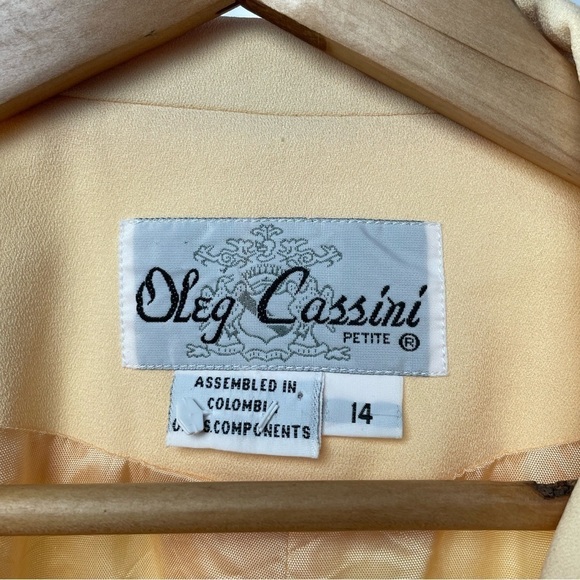 Oleg Cassini
PETITE ®
ASSEMBLED IN
COLOMBI
S.COMPONENTS
14